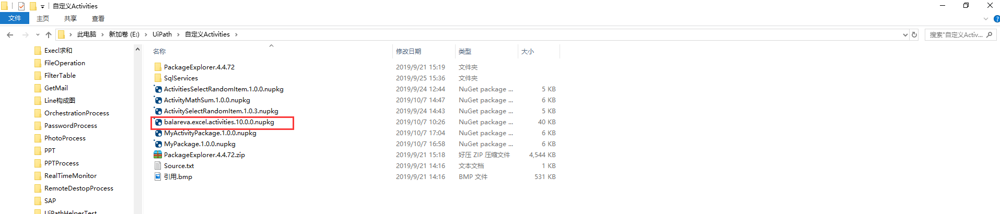 自定义Activities
文件 主页 共享 查看
此电脑 新加卷 (E:) UiPath 自定义Activities 搜索"自定义Activ...
Execl求和
FileOperation
FilterTable
GetMail
Line构成图
OrchestrationProcess
PasswordProcess
PhotoProcess
PPT
PPTProcess
RealTimeMonitor
RemoteDestopProcess
SAP
UiPathHelperTest
名称 修改日期 类型 大小
PackageExplorer.4.4.72 2019/9/21 15:19 文件夹
SqlServices 2019/9/25 15:36 文件夹
ActivitiesSelectRandomItem.1.0.0.nupkg 2019/9/24 12:44 NuGet package ... 5 KB
ActivityMathSum.1.0.0.nupkg 2019/10/7 14:47 NuGet package ... 6 KB
ActivitySelectRandomItem.1.0.3.nupkg 2019/9/24 14:43 NuGet package ... 5 KB
balareva.excel.activities.10.0.0.nupkg 2019/10/7 10:26 NuGet package ... 40 KB
MyActivityPackage.1.0.0.nupkg 2019/10/7 17:04 NuGet package ... 6 KB
MyPackage.1.0.0.nupkg 2019/10/7 16:58 NuGet package ... 6 KB
PackageExplorer.4.4.72.zip 2019/9/21 15:18 好压 ZIP 压缩文件 4,544 KB
Source.txt 2019/9/21 14:16 文本文档 1 KB
引用.bmp 2019/9/21 14:16 BMP 文件 531 KB